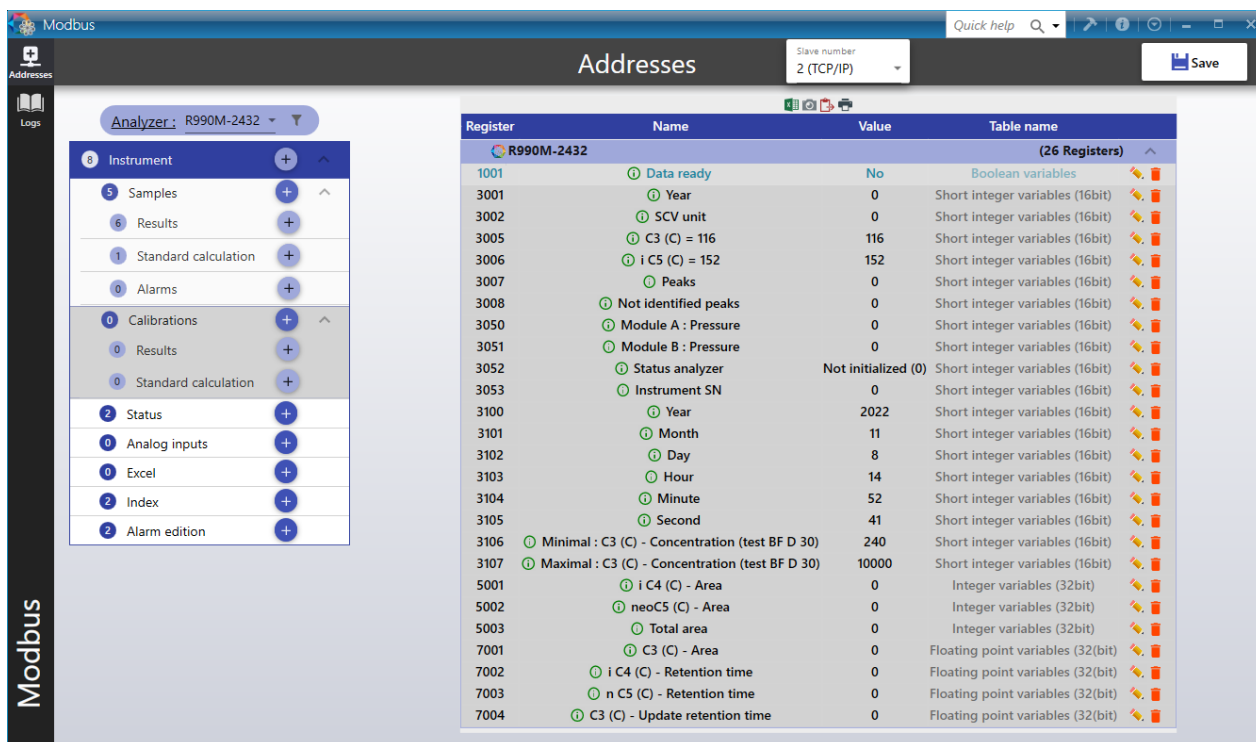 Modbus
Quick help
Addresses
Addresses
Slave number
2 (TCP/IP)
Save
Logs
Analyzer : R990M-2432
8 Instrument +
5 Samples +
6 Results +
1 Standard calculation +
0 Alarms +
0 Calibrations +
0 Results +
0 Standard calculation +
2 Status +
0 Analog inputs +
0 Excel +
2 Index +
2 Alarm edition +
Modbus
Register Name Value Table name
R990M-2432 (26 Registers)
1001 Data ready No Boolean variables
3001 Year 0 Short integer variables (16bit)
3002 SCV unit 0 Short integer variables (16bit)
3005 C3 (C) = 116 116 Short integer variables (16bit)
3006 i C5 (C) = 152 152 Short integer variables (16bit)
3007 Peaks 0 Short integer variables (16bit)
3008 Not identified peaks 0 Short integer variables (16bit)
3050 Module A : Pressure 0 Short integer variables (16bit)
3051 Module B : Pressure 0 Short integer variables (16bit)
3052 Status analyzer Not initialized (0) Short integer variables (16bit)
3053 Instrument SN 0 Short integer variables (16bit)
3100 Year 2022 Short integer variables (16bit)
3101 Month 11 Short integer variables (16bit)
3102 Day 8 Short integer variables (16bit)
3103 Hour 14 Short integer variables (16bit)
3104 Minute 52 Short integer variables (16bit)
3105 Second 41 Short integer variables (16bit)
3106 Minimal : C3 (C) - Concentration (test BF D 30) 240 Short integer variables (16bit)
3107 Maximal : C3 (C) - Concentration (test BF D 30) 10000 Short integer variables (16bit)
5001 i C4 (C) - Area 0 Integer variables (32bit)
5002 neoC5 (C) - Area 0 Integer variables (32bit)
5003 Total area 0 Integer variables (32bit)
7001 C3 (C) - Area 0 Floating point variables (32(bit)
7002 i C4 (C) - Retention time 0 Floating point variables (32(bit)
7003 n C5 (C) - Retention time 0 Floating point variables (32(bit)
7004 C3 (C) - Update retention time 0 Floating point variables (32(bit)